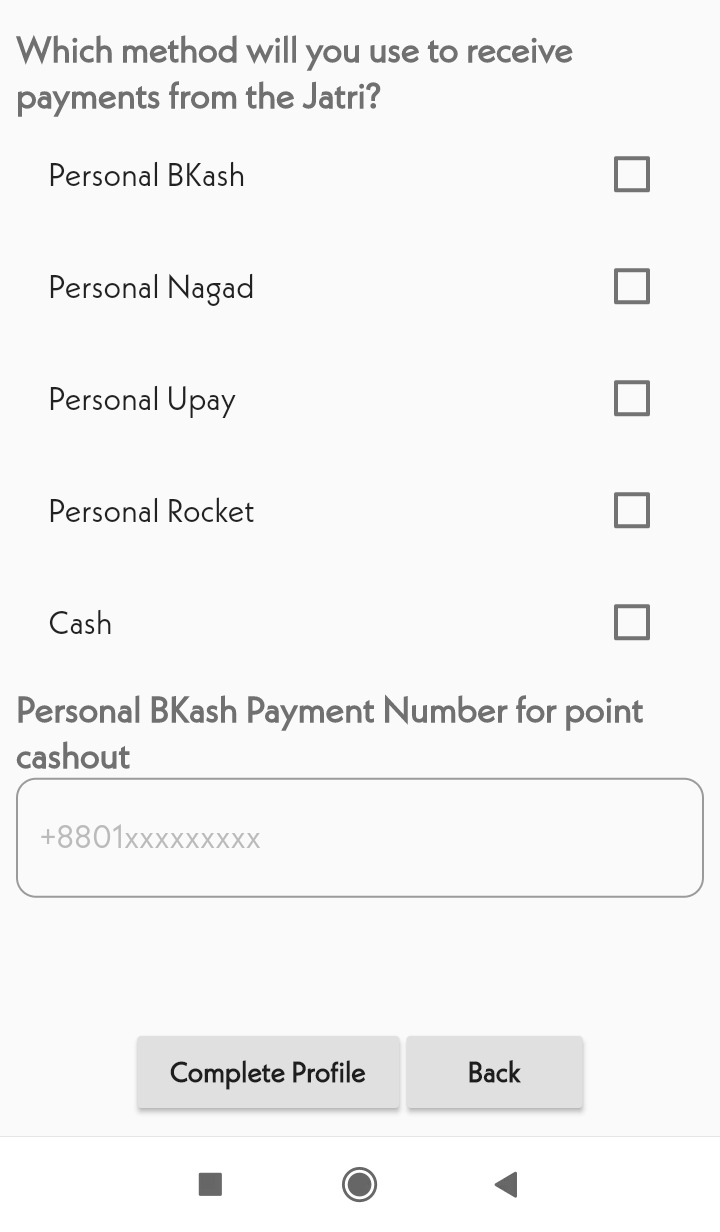 Which method will you use to receive
payments from the Jatri?
Personal BKash
Personal Nagad
Personal Upay
Personal Rocket
Cash
Personal BKash Payment Number for point
cashout
+8801xxxxxxxxx
Complete Profile
Back